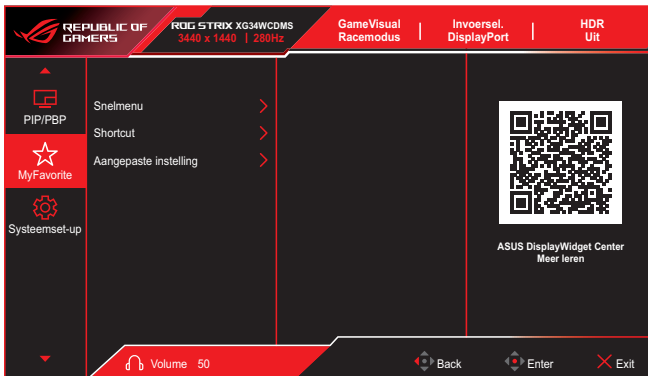 REPUBLIC OF
GAMERS
ROG STRIX XG34WCDMS
3440 x 1440 | 280Hz
GameVisual
Racemodus
Invoersel.
DisplayPort
HDR
Uit
PIP/PBP
MyFavorite
Systeemset-up
Snelmenu
Shortcut
Aangepaste instelling
ASUS DisplayWidget Center
Meer leren
Volume 50
Back
Enter
Exit